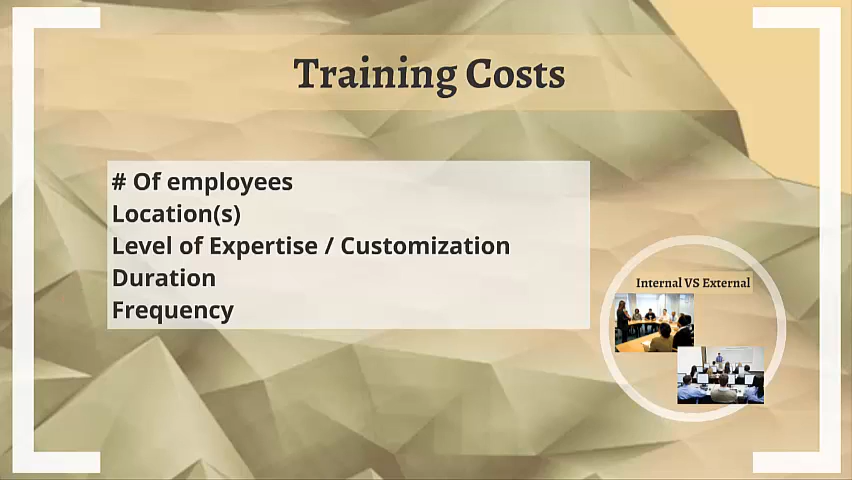 Training Costs
# Of employees
Location(s)
Level of Expertise / Customization
Duration
Frequency
Internal VS External